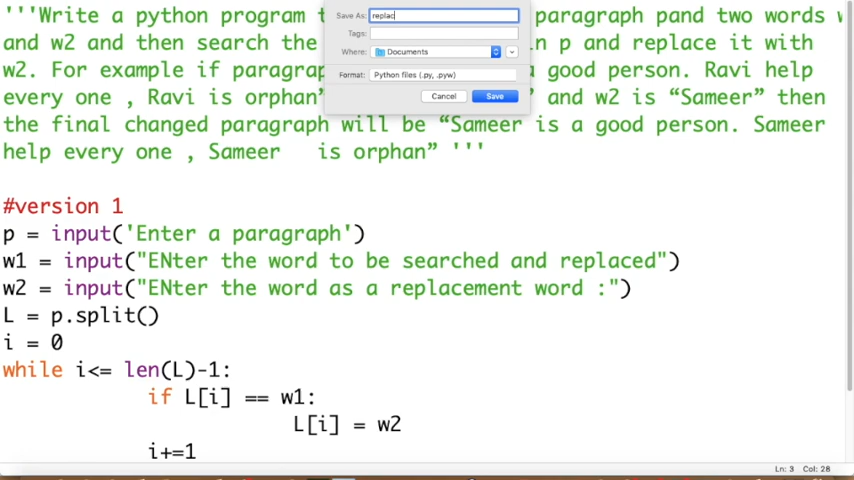 '''Write a python program
Save As: replac
paragraph pand two words
Tags:
and w2 and then search the
in p and replace it with
Where: Documents
w2. For example if paragra
a good person. Ravi help
Format: Python files (.py, .pyw)
every one , Ravi is orphan”
and w2 is “Sameer” then
Cancel Save
the final changed paragraph will be “Sameer is a good person. Sameer
help every one , Sameer is orphan” '''
#version 1
p = input('Enter a paragraph')
w1 = input("ENter the word to be searched and replaced")
w2 = input("ENter the word as a replacement word :")
L = p.split()
i = 0
while i<= len(L)-1:
if L[i] == w1:
L[i] = w2
i+=1
Ln: 3 Col: 28